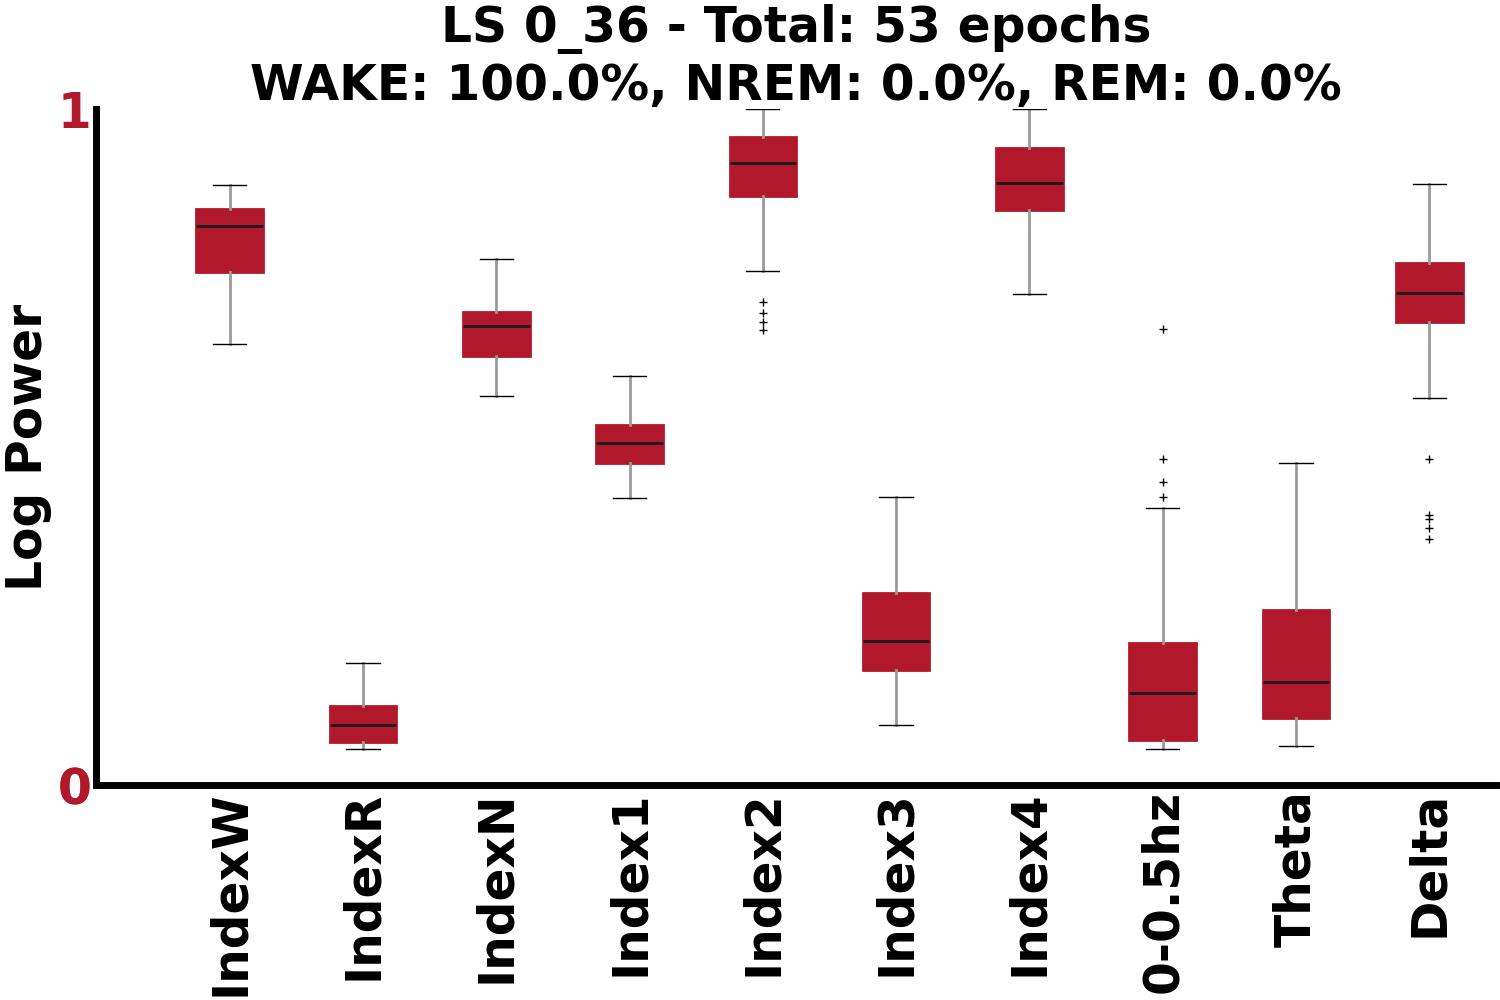 LS 0_36 - Total: 53 epochs
WAKE: 100.0%, NREM: 0.0%, REM: 0.0%
1
Log Power
0
IndexW
IndexR
IndexN
Index1
Index2
Index3
Index4
0-0.5hz
Theta
Delta